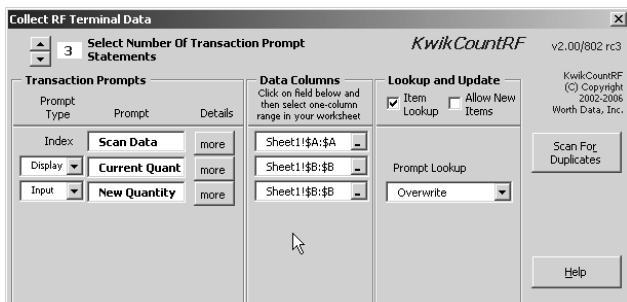 Collect RF Terminal Data
3
Select Number Of Transaction Prompt
Statements
KwikCountRF
v2.00/802 rc3
KwikCountRF
(C) Copyright
2002-2006
Worth Data, Inc.
Transaction Prompts
Prompt
Type
Prompt
Details
Index
Scan Data
more
Display
Current Quant
more
Input
New Quantity
more
Data Columns
Click on field below and
then select one-column
range in your worksheet
Sheet1!$A:$A
Sheet1!$B:$B
Sheet1!$B:$B
Lookup and Update
Item
Lookup
Allow New
Items
Prompt Lookup
Overwrite
Scan For
Duplicates
Help